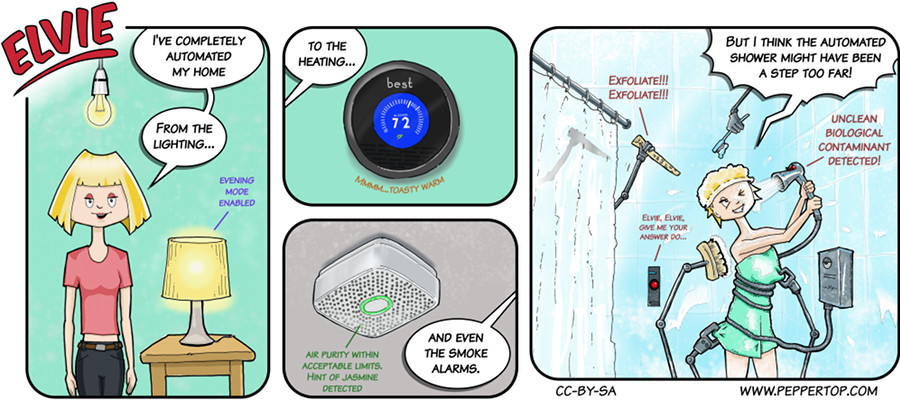 ELVIE
I'VE COMPLETELY
AUTOMATED
MY HOME
FROM THE
LIGHTING...
EVENING
MODE
ENABLED
TO THE
HEATING...
best
72
MMMM...TOASTY WARM
AIR PURITY WITHIN
ACCEPTABLE LIMITS.
HINT OF JASMINE
DETECTED
AND EVEN
THE SMOKE
ALARMS.
BUT I THINK THE AUTOMATED
SHOWER MIGHT HAVE BEEN
A STEP TOO FAR!
EXFOLIATE!!!
EXFOLIATE!!!
UNCLEAN
BIOLOGICAL
CONTAMINANT
DETECTED!
ELVIE, ELVIE,
GIVE ME YOUR
ANSWER DO...
CC-BY-SA
WWW.PEPPERTOP.COM